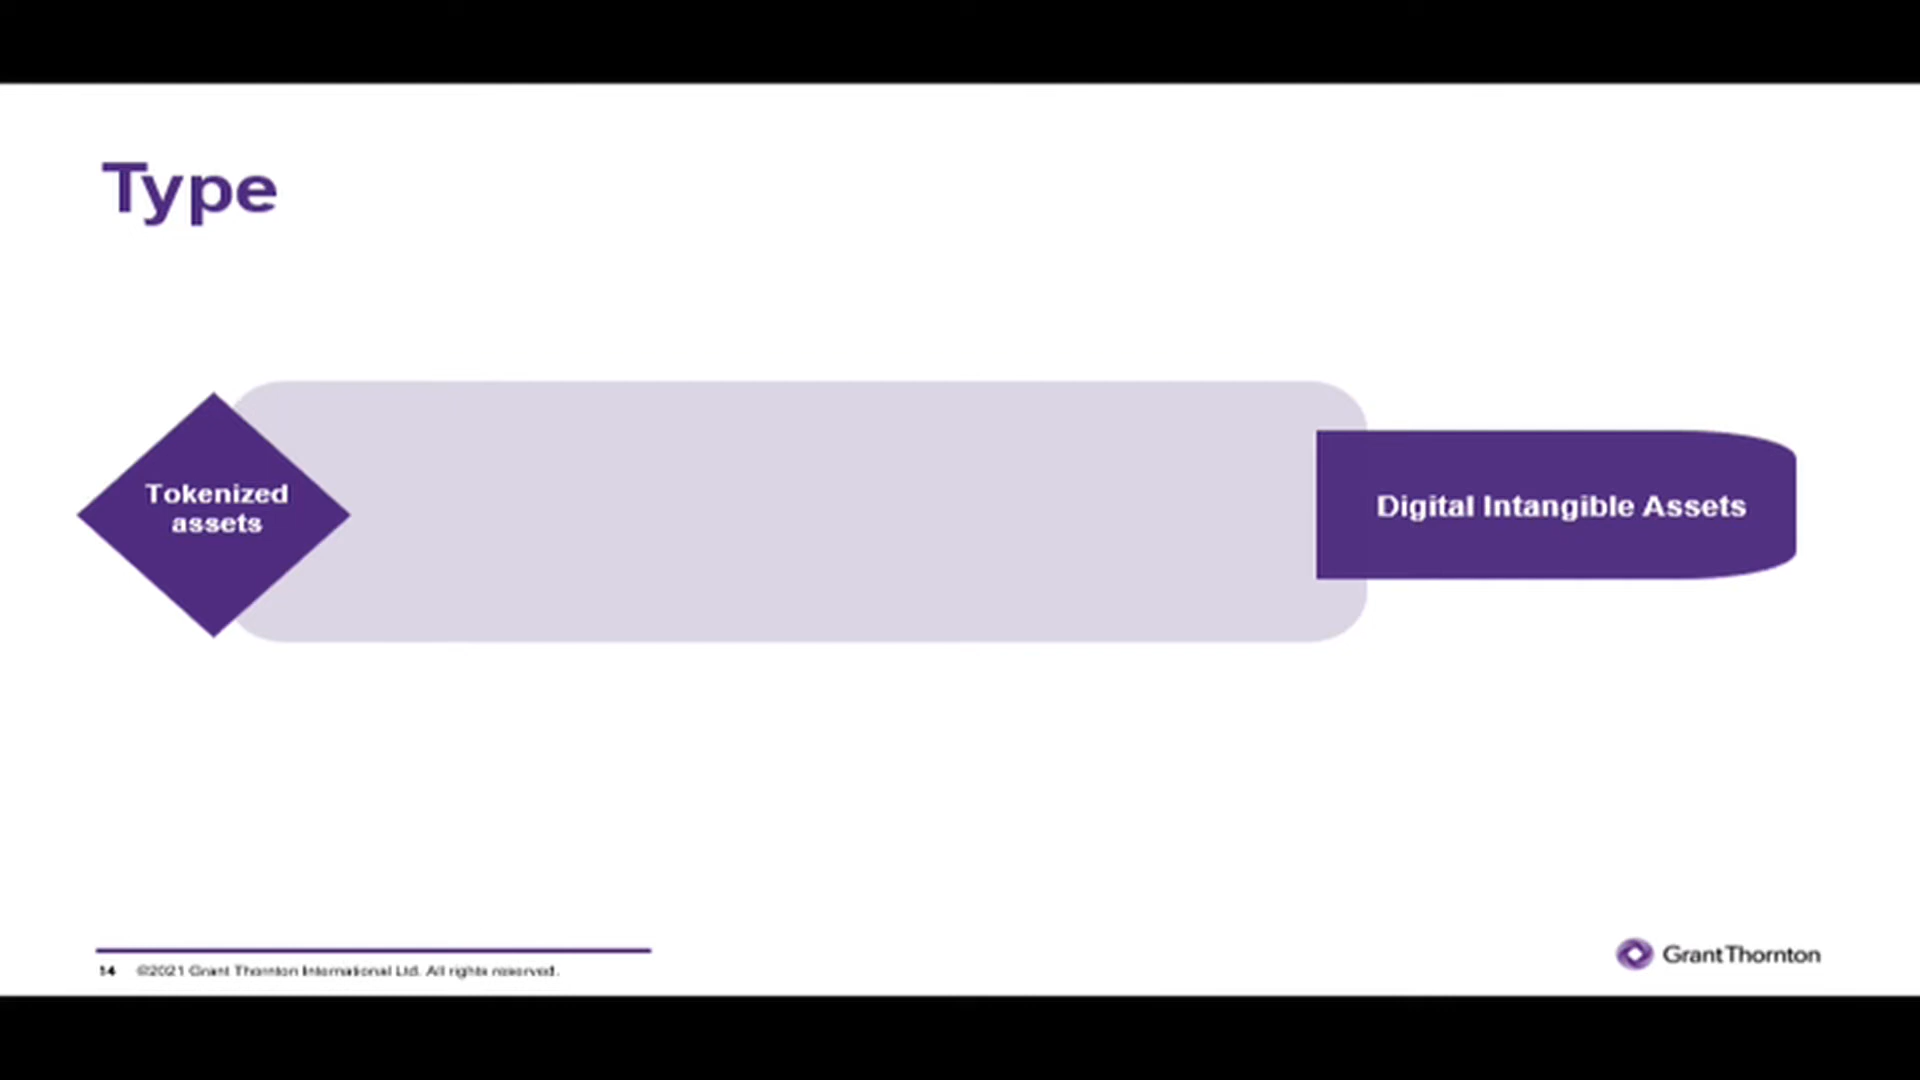 Type
Tokenized
assets
Digital Intangible Assets
14 ©2021 Grant Thornton International Ltd. All rights reserved.
GrantThornton